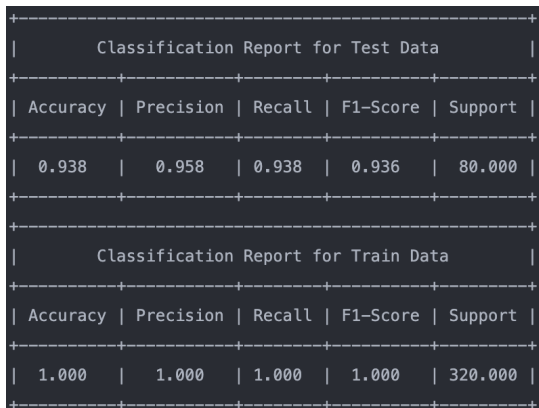 +-----------------------------------------------------+
| Classification Report for Test Data |
+----------+-----------+--------+----------+---------+
| Accuracy | Precision | Recall | F1-Score | Support |
+----------+-----------+--------+----------+---------+
| 0.938 | 0.958 | 0.938 | 0.936 | 80.000 |
+----------+-----------+--------+----------+---------+
+-----------------------------------------------------+
| Classification Report for Train Data |
+----------+-----------+--------+----------+---------+
| Accuracy | Precision | Recall | F1-Score | Support |
+----------+-----------+--------+----------+---------+
| 1.000 | 1.000 | 1.000 | 1.000 | 320.000 |
+----------+-----------+--------+----------+---------+